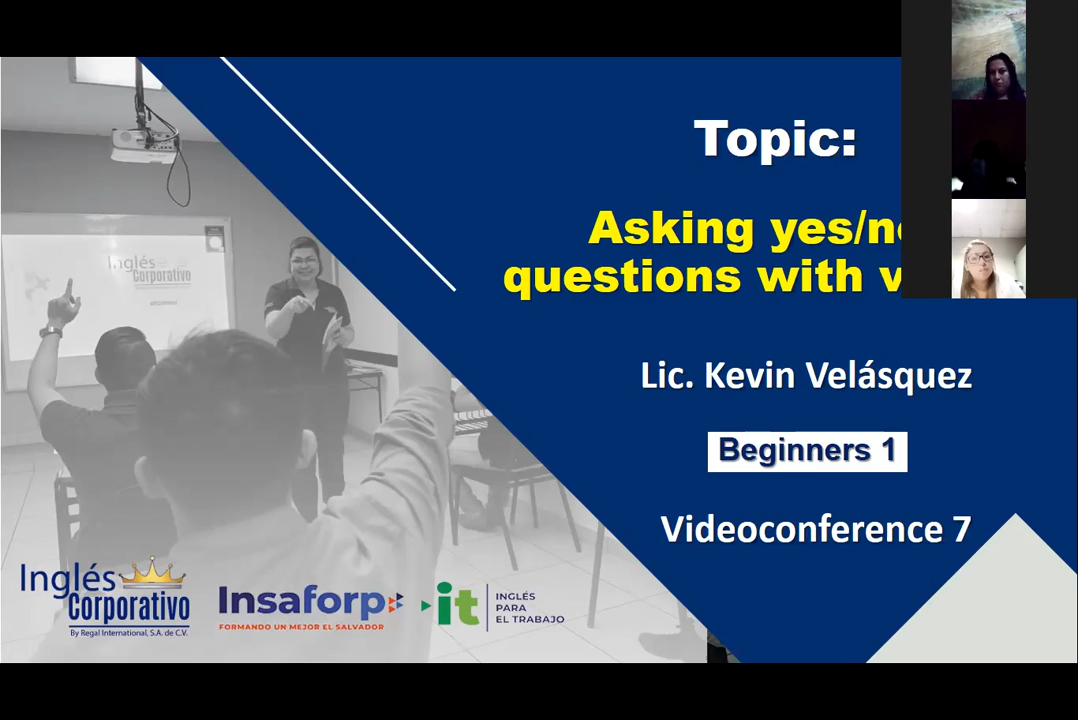 Topic:
Asking yes/no
questions with
Lic. Kevin Velásquez
Beginners 1
Videoconference 7
Inglés
Corporativo
Inglés
Corporativo
By Regal International, S.A. de C.V.
Insaforp
FORMANDO UN MEJOR EL SALVADOR
it
INGLÉS
PARA
EL TRABAJO